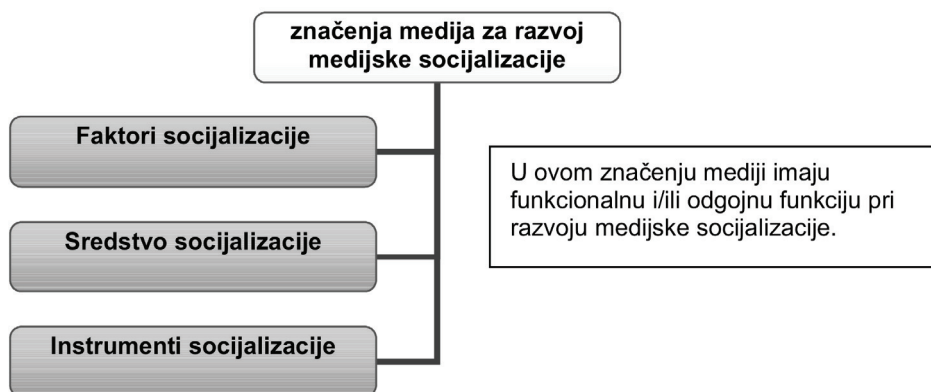 značenja medija za razvoj
medijske socijalizacije
Faktori socijalizacije
Sredstvo socijalizacije
Instrumenti socijalizacije
U ovom značenju mediji imaju
funkcionalnu i/ili odgojnu funkciju pri
razvoju medijske socijalizacije.